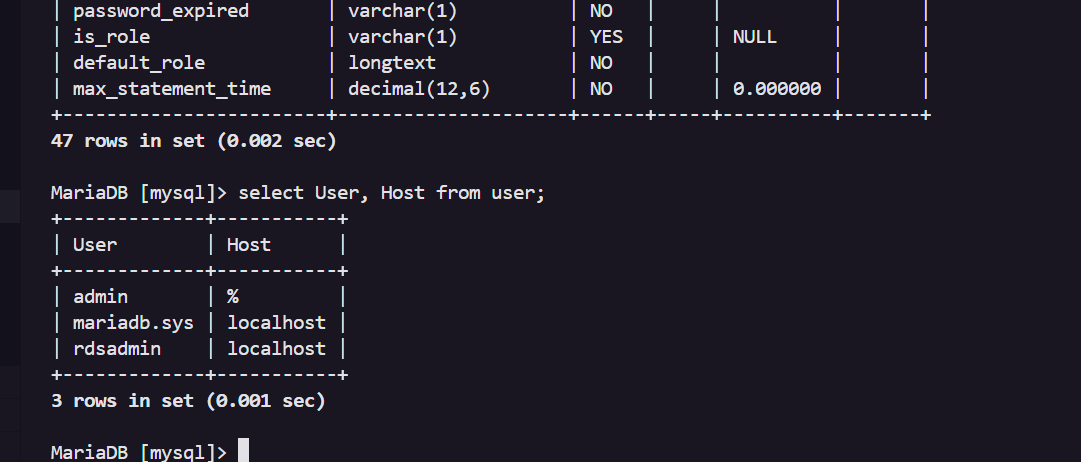 | password_expired       | varchar(1)          | NO   |     |          |       |
| is_role                | varchar(1)          | YES  |     | NULL     |       |
| default_role           | longtext            | NO   |     |          |       |
| max_statement_time     | decimal(12,6)       | NO   |     | 0.000000 |       |
+------------------------+---------------------+------+-----+----------+-------+
47 rows in set (0.002 sec)
MariaDB [mysql]> select User, Host from user;
+-------------+-----------+
| User        | Host      |
+-------------+-----------+
| admin       | %         |
| mariadb.sys | localhost |
| rdsadmin    | localhost |
+-------------+-----------+
3 rows in set (0.001 sec)
MariaDB [mysql]>